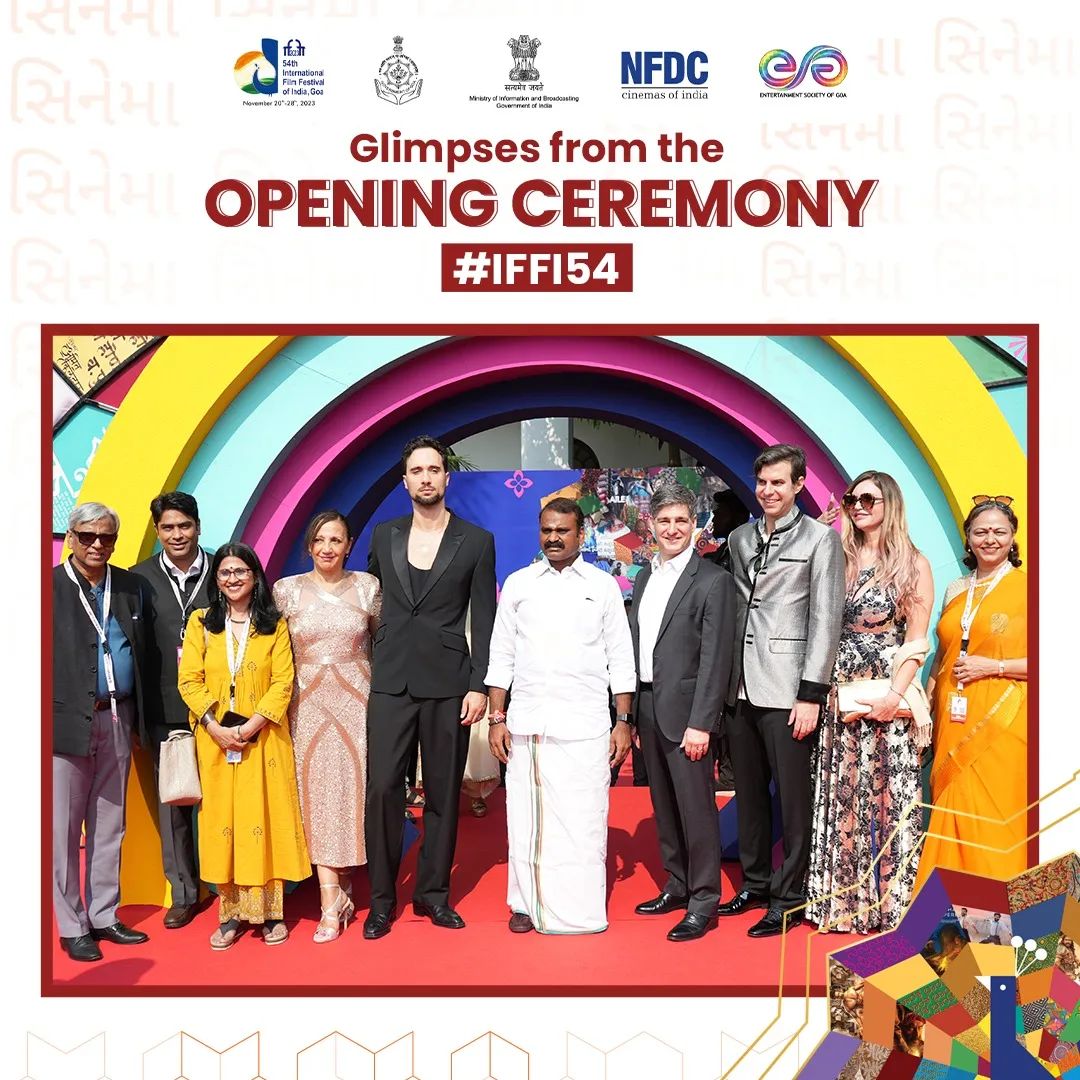 સિનેમા
54th
International
Film Festival
of India, Goa
November 20th-28th, 2023
सत्यमेव जयते
Ministry of Information and Broadcasting
Government of India
NFDC
cinemas of india
ENTERTAINMENT SOCIETY OF GOA
Glimpses from the
OPENING CEREMONY
#IFFI54
સિનેમા
સિનેમા
સિનેમા
સિનેમા
સિનેમા